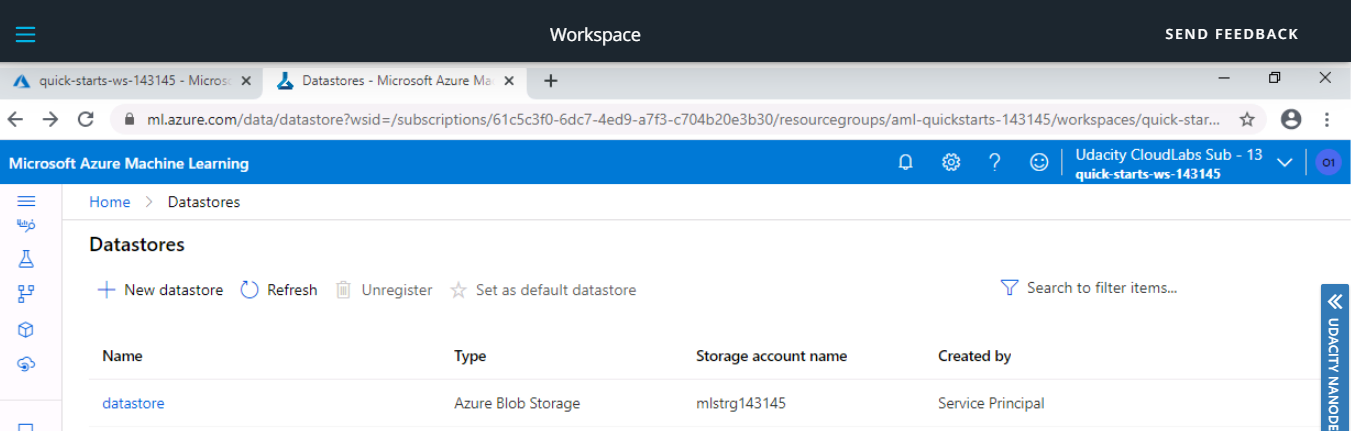 Workspace
SEND FEEDBACK
quick-starts-ws-143145 - Micros
Datastores - Microsoft Azure Ma
ml.azure.com/data/datastore?wsid=/subscriptions/61c5c3f0-6dc7-4ed9-a7f3-c704b20e3b30/resourcegroups/aml-quickstarts-143145/workspaces/quick-star...
Microsoft Azure Machine Learning
Udacity CloudLabs Sub - 13
quick-starts-ws-143145
O1
Home > Datastores
Datastores
New datastore Refresh Unregister Set as default datastore
Search to filter items...
Name Type Storage account name Created by
datastore Azure Blob Storage mlstrg143145 Service Principal
UDACITY NANODE